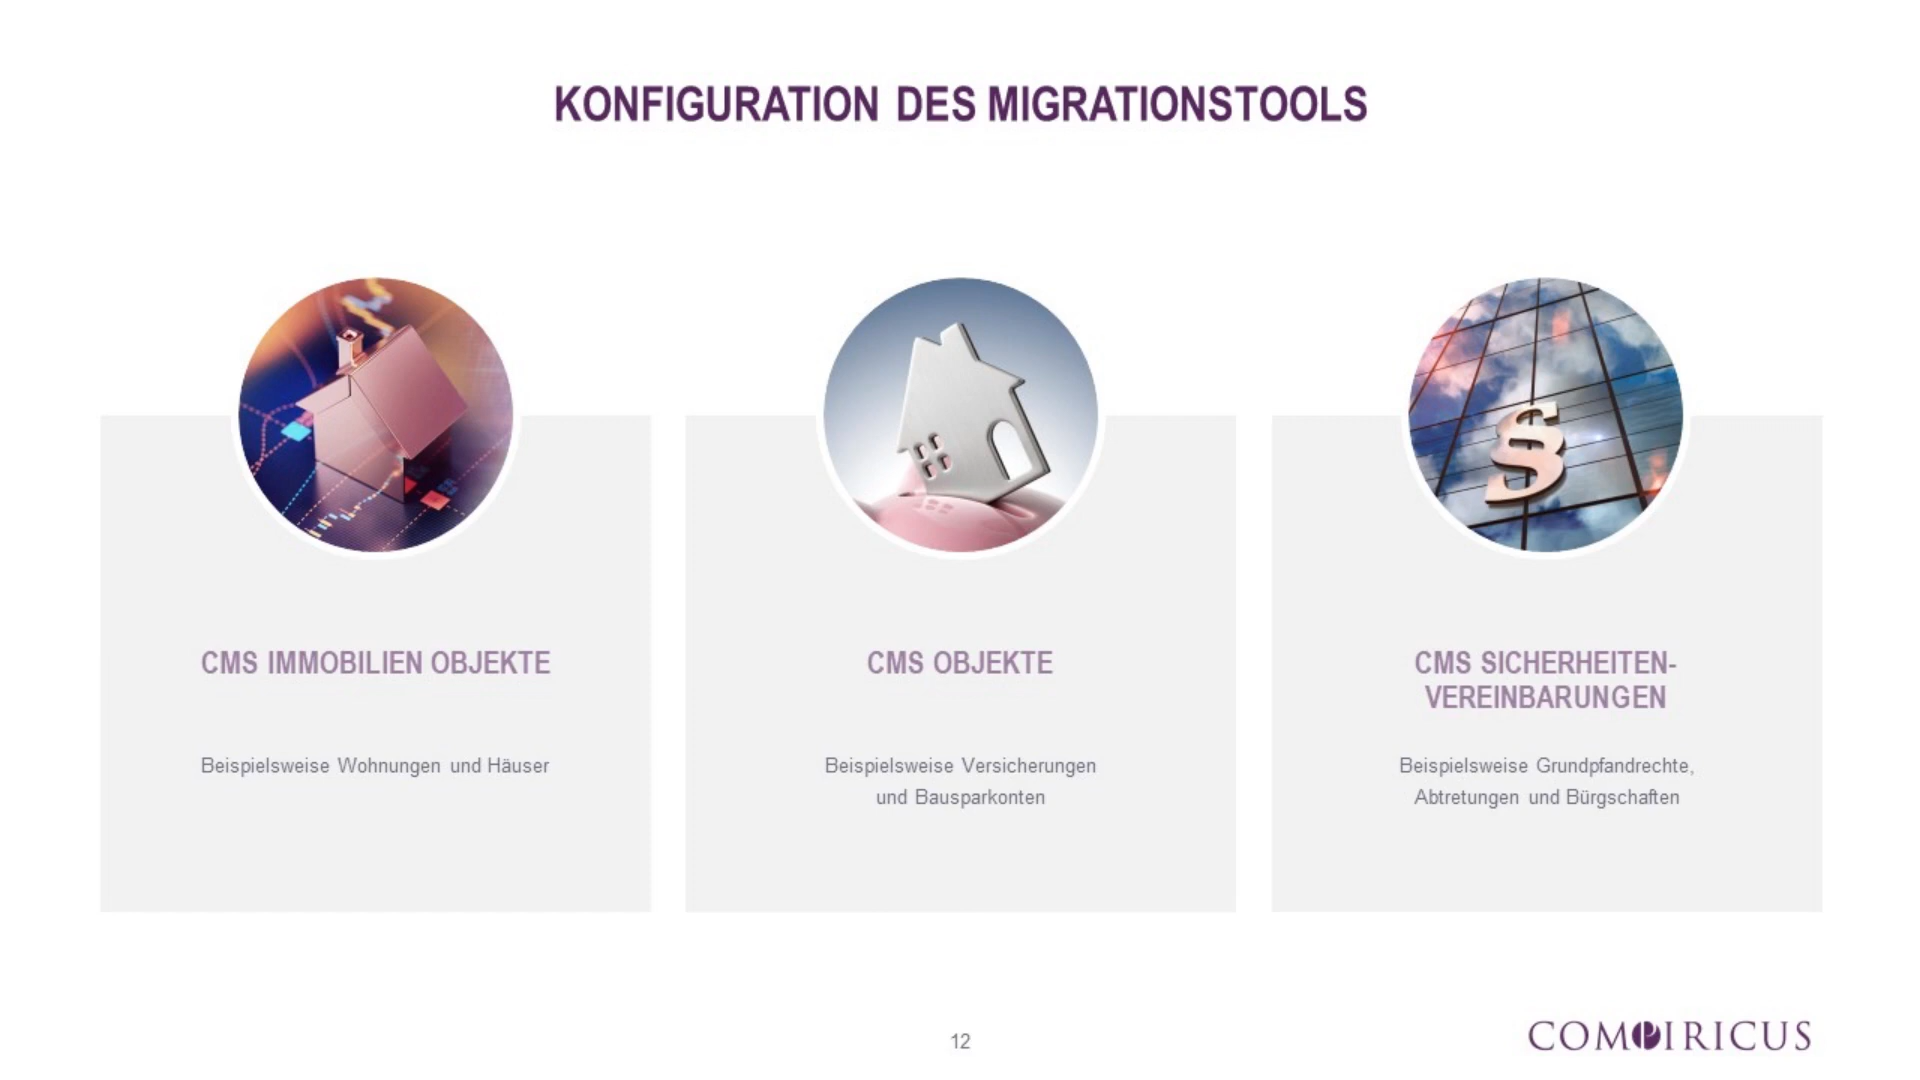 KONFIGURATION DES MIGRATIONSTOOLS
CMS IMMOBILIEN OBJEKTE
Beispielsweise Wohnungen und Häuser
CMS OBJEKTE
Beispielsweise Versicherungen
und Bausparkonten
§
CMS SICHERHEITEN-
VEREINBARUNGEN
Beispielsweise Grundpfandrechte,
Abtretungen und Bürgschaften
12
COMPIRICUS